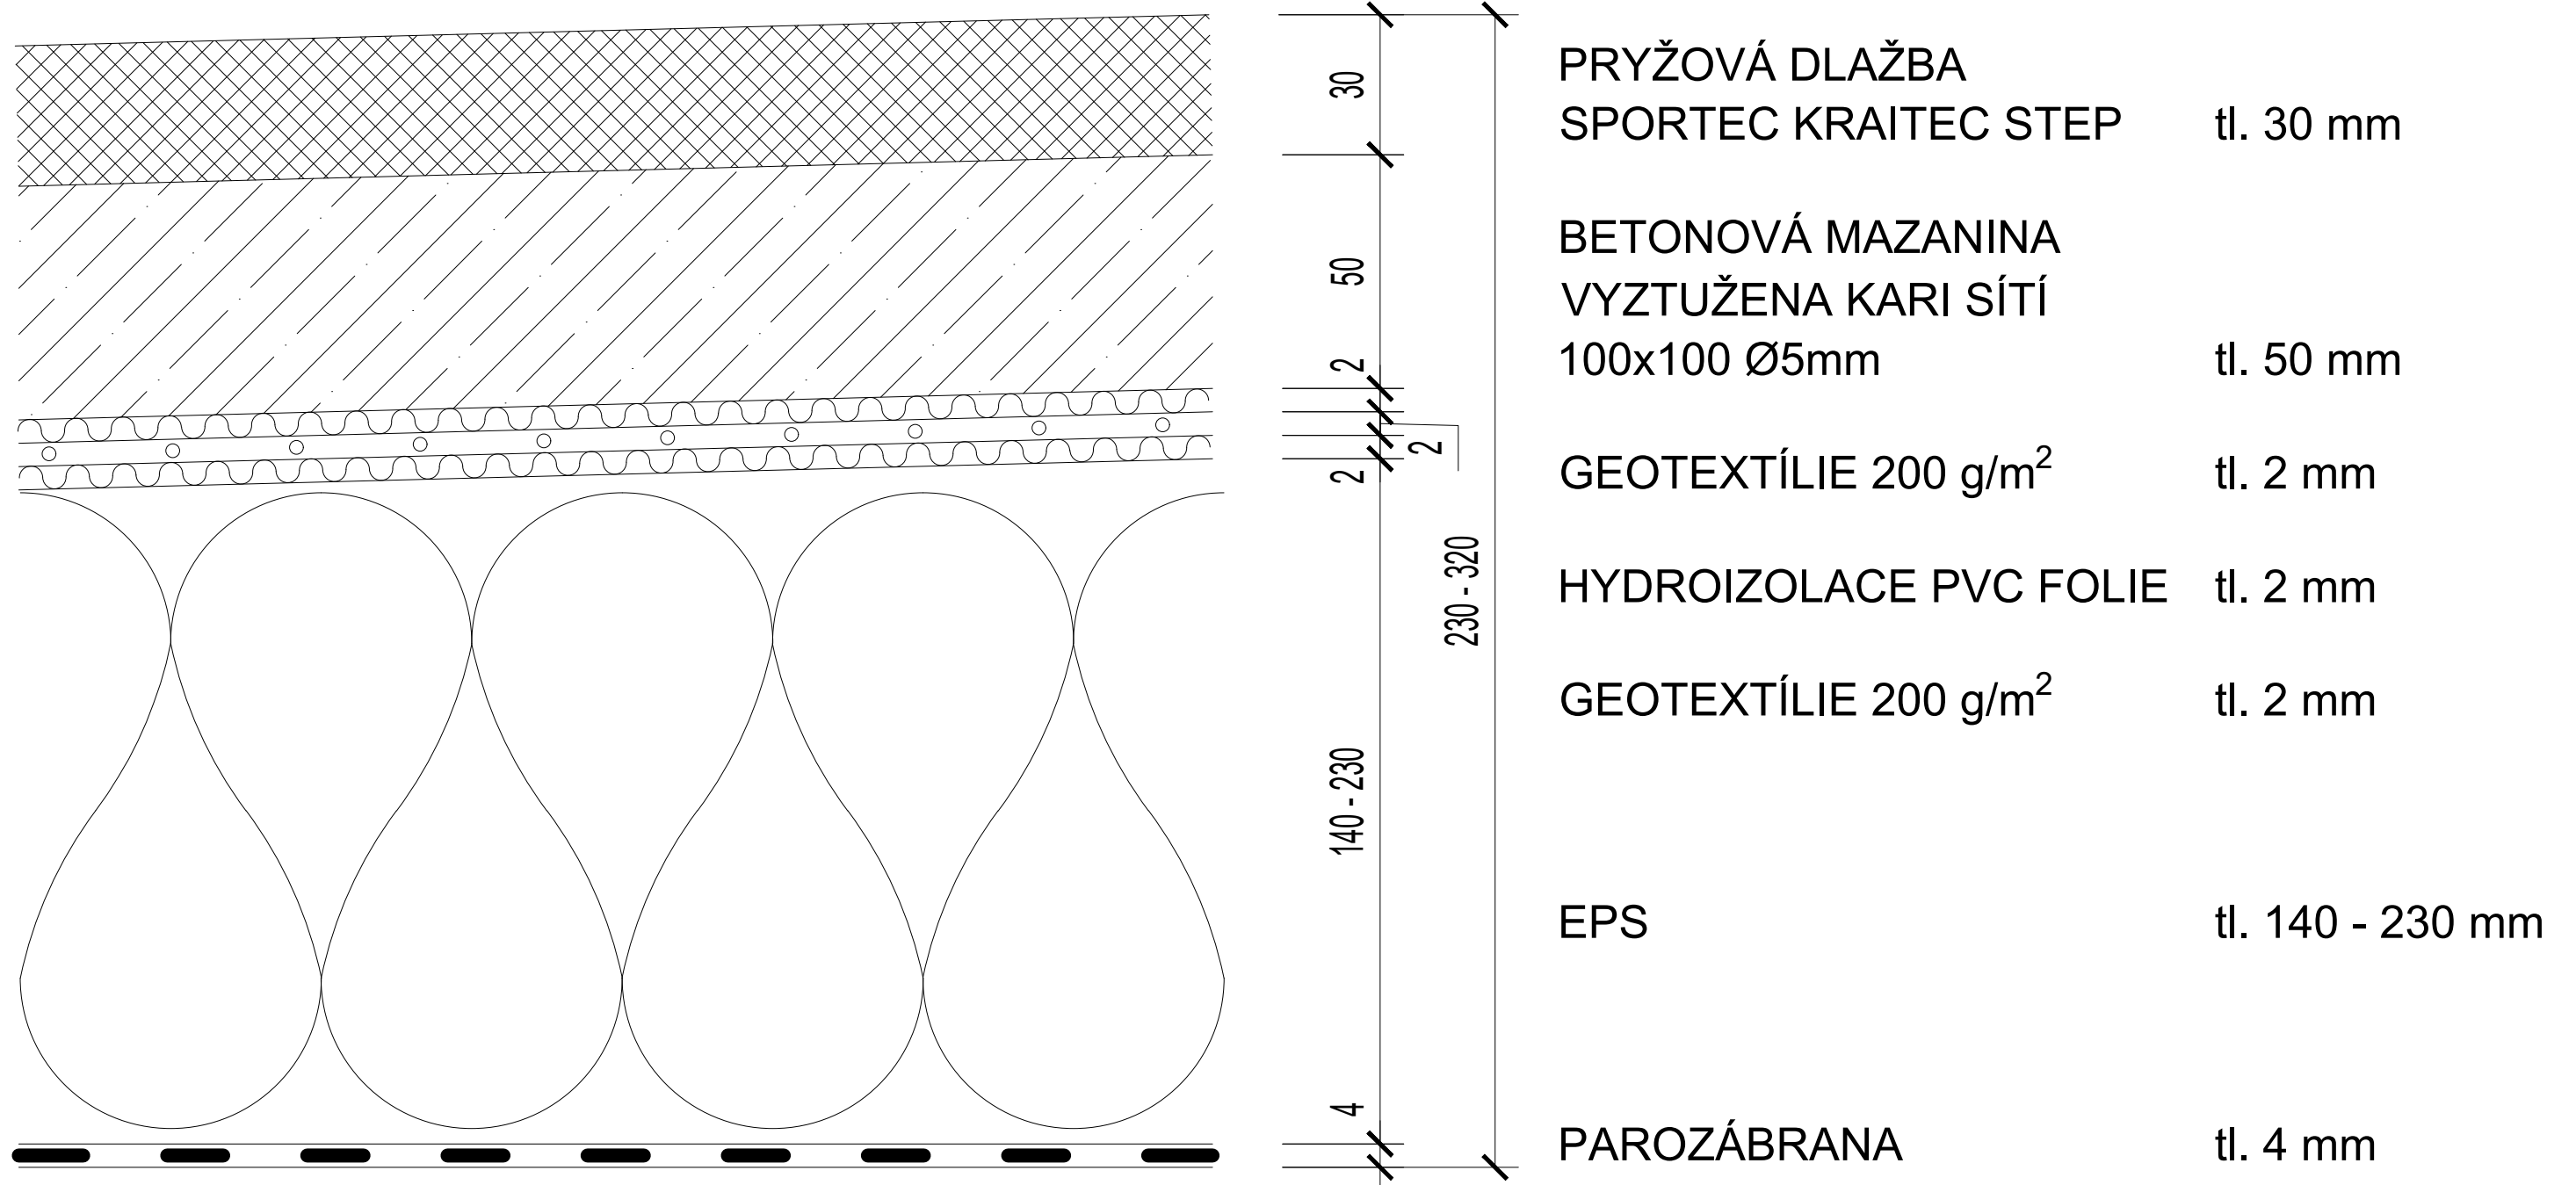 30
50
2
2
2
140 - 230
4
230 - 320
PRYŽOVÁ DLAŽBA
SPORTEC KRAITEC STEP tl. 30 mm
BETONOVÁ MAZANINA
VYZTUŽENA KARI SÍTÍ
100x100 Ø5mm tl. 50 mm
GEOTEXTÍLIE 200 g/m² tl. 2 mm
HYDROIZOLACE PVC FOLIE tl. 2 mm
GEOTEXTÍLIE 200 g/m² tl. 2 mm
EPS tl. 140 - 230 mm
PAROZÁBRANA tl. 4 mm